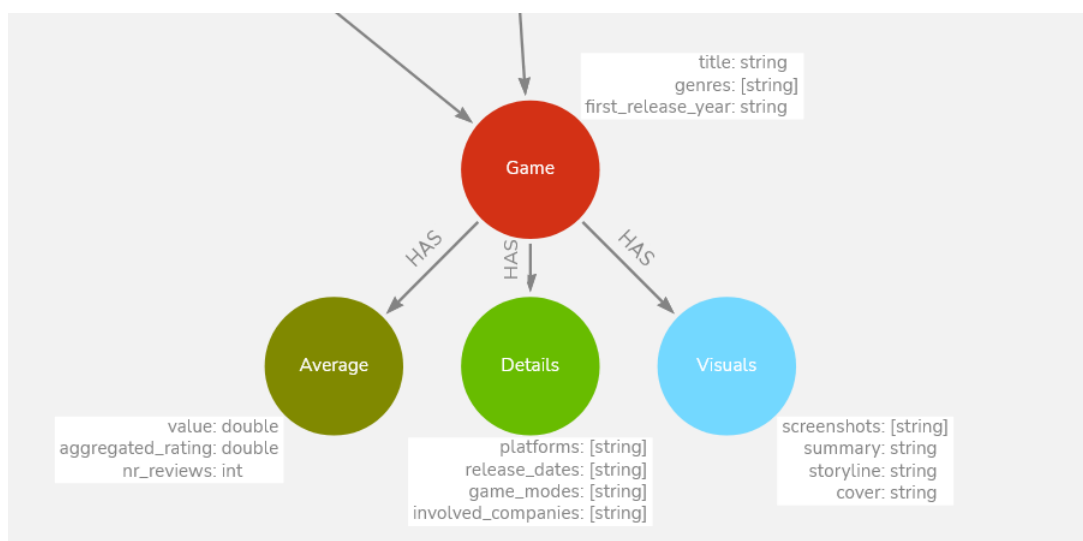 title: string
genres: [string]
first_release_year: string
Game
HAS
HAS
HAS
Average
Details
Visuals
value: double
aggregated_rating: double
nr_reviews: int
platforms: [string]
release_dates: [string]
game_modes: [string]
involved_companies: [string]
screenshots: [string]
summary: string
storyline: string
cover: string